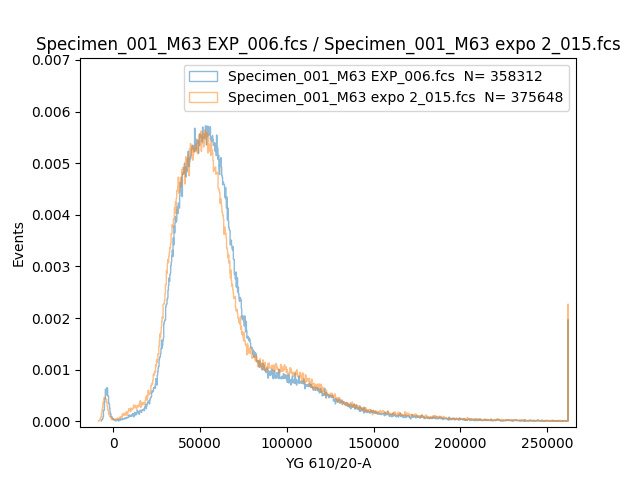 Specimen_001_M63 EXP_006.fcs / Specimen_001_M63 expo 2_015.fcs
Specimen_001_M63 EXP_006.fcs  N= 358312
Specimen_001_M63 expo 2_015.fcs  N= 375648
Events
0.007
0.006
0.005
0.004
0.003
0.002
0.001
0.000
0
50000
100000
150000
200000
250000
YG 610/20-A